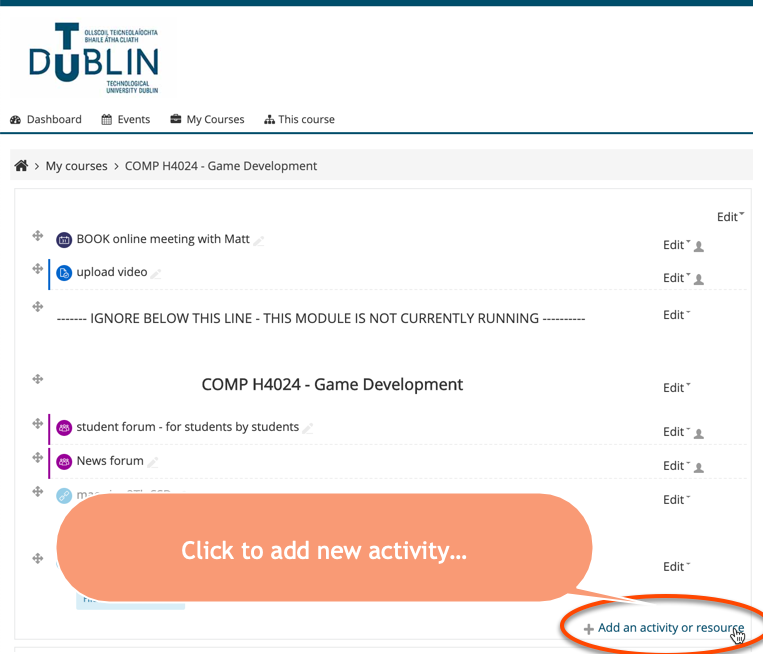 OLLSCOIL TEICNEOLAÍOCHTA
BHAILE ÁTHA CLIATH
T
DUBLIN
TECHNOLOGICAL
UNIVERSITY DUBLIN
Dashboard Events My Courses This course
> My courses > COMP H4024 - Game Development
Edit
BOOK online meeting with Matt
Edit
upload video
Edit
------- IGNORE BELOW THIS LINE - THIS MODULE IS NOT CURRENTLY RUNNING ----------
Edit
COMP H4024 - Game Development
Edit
student forum - for students by students
Edit
News forum
Edit
Edit
Click to add new activity...
Edit
Add an activity or resource